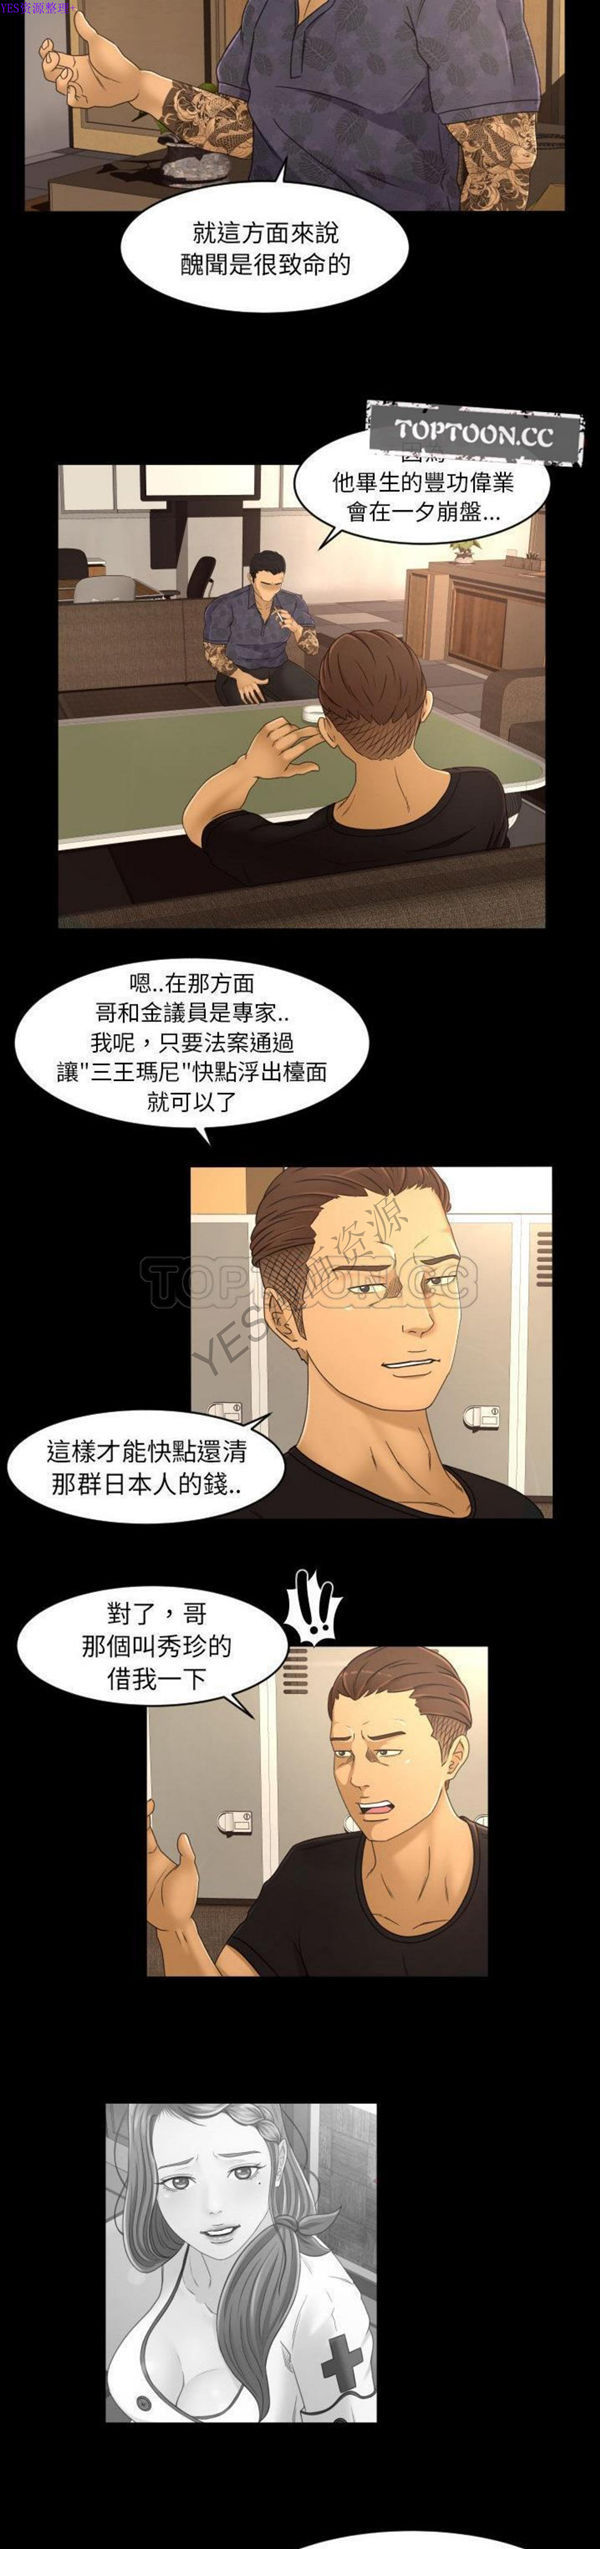 YES資源整理+
就這方面來說
醜聞是很致命的
TOPTOON.CC
因為
他畢生的豐功偉業
會在一夕崩盤...
嗯..在那方面
哥和金議員是專家..
我呢，只要法案通過
讓"三王瑪尼"快點浮出檯面
就可以了
TOPTOON.CC
這樣才能快點還清
那群日本人的錢..
對了，哥
那個叫秀珍的
借我一下